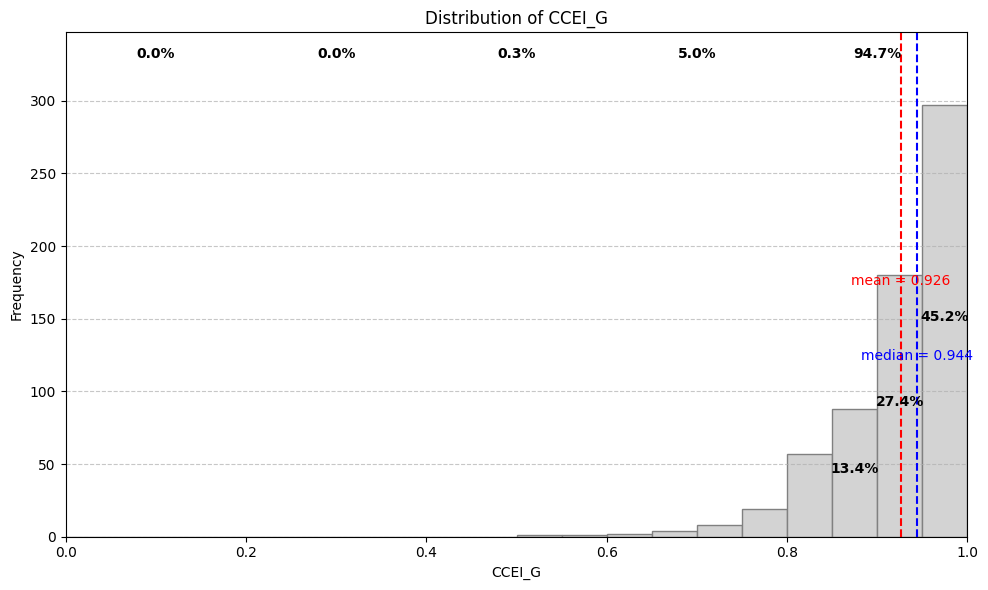 Distribution of CCEI_G
0.0% 0.0% 0.3% 5.0% 94.7%
300
250
200
150
100
50
0
Frequency
mean = 0.926
45.2%
median = 0.944
27.4%
13.4%
0.0 0.2 0.4 0.6 0.8 1.0
CCEI_G